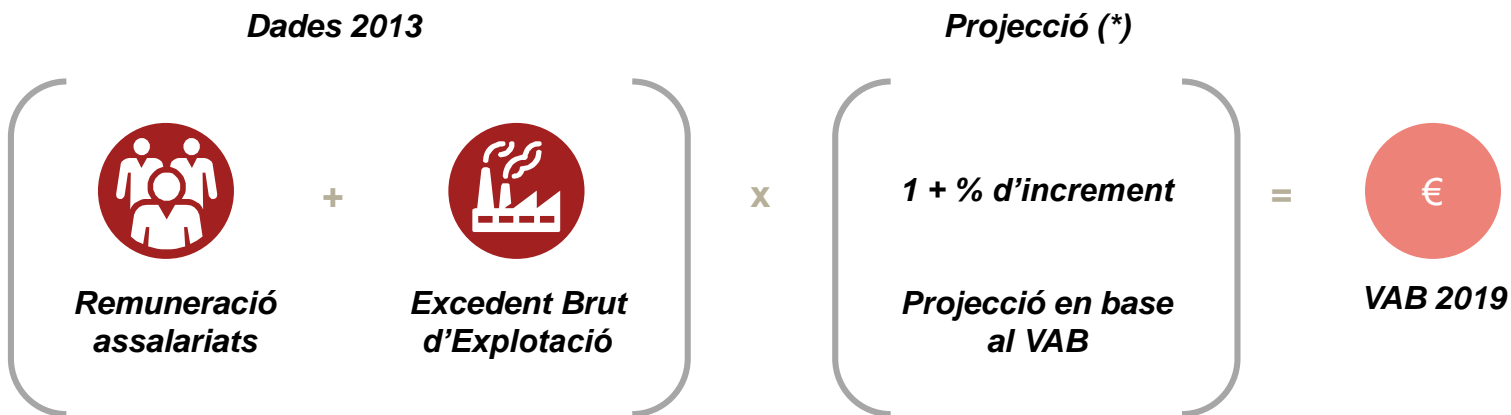 Dades 2013
Projecció (*)
+
x
1 + % d’increment
=
€
Remuneració
assalariats
Excedent Brut
d’Explotació
Projecció en base
al VAB
VAB 2019